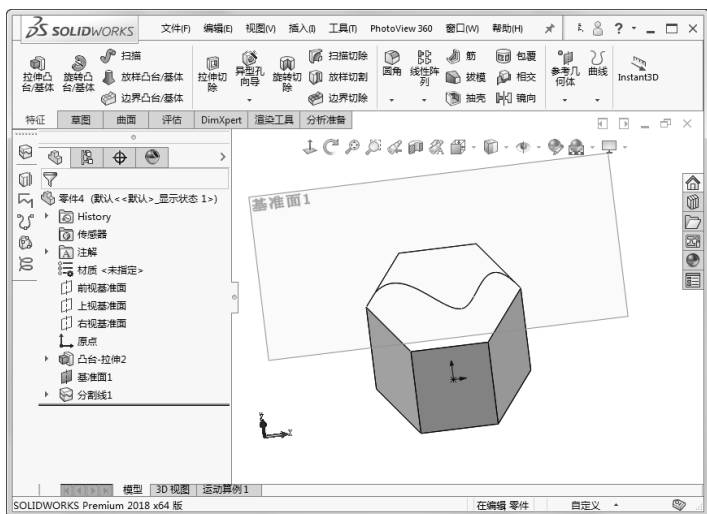 SOLIDWORKS 文件(F) 编辑(E) 视图(V) 插入(I) 工具(T) PhotoView 360 窗口(W) 帮助(H)
拉伸凸台/基体 旋转凸台/基体 扫描 放样凸台/基体 边界凸台/基体 拉伸切除 异型孔向导 旋转切除 扫描切除 放样切割 边界切除 圆角 线性阵列 筋 拔模 抽壳 包覆 相交 镜向 参考几何体 曲线 Instant3D
特征 草图 曲面 评估 DimXpert 渲染工具 分析准备
零件4 (默认<<默认>_显示状态 1>)
History
传感器
注解
材质 <未指定>
前视基准面
上视基准面
右视基准面
原点
凸台-拉伸2
基准面1
分割线1
基准面1
模型 3D 视图 运动算例1
SOLIDWORKS Premium 2018 x64 版 在编辑 零件 自定义